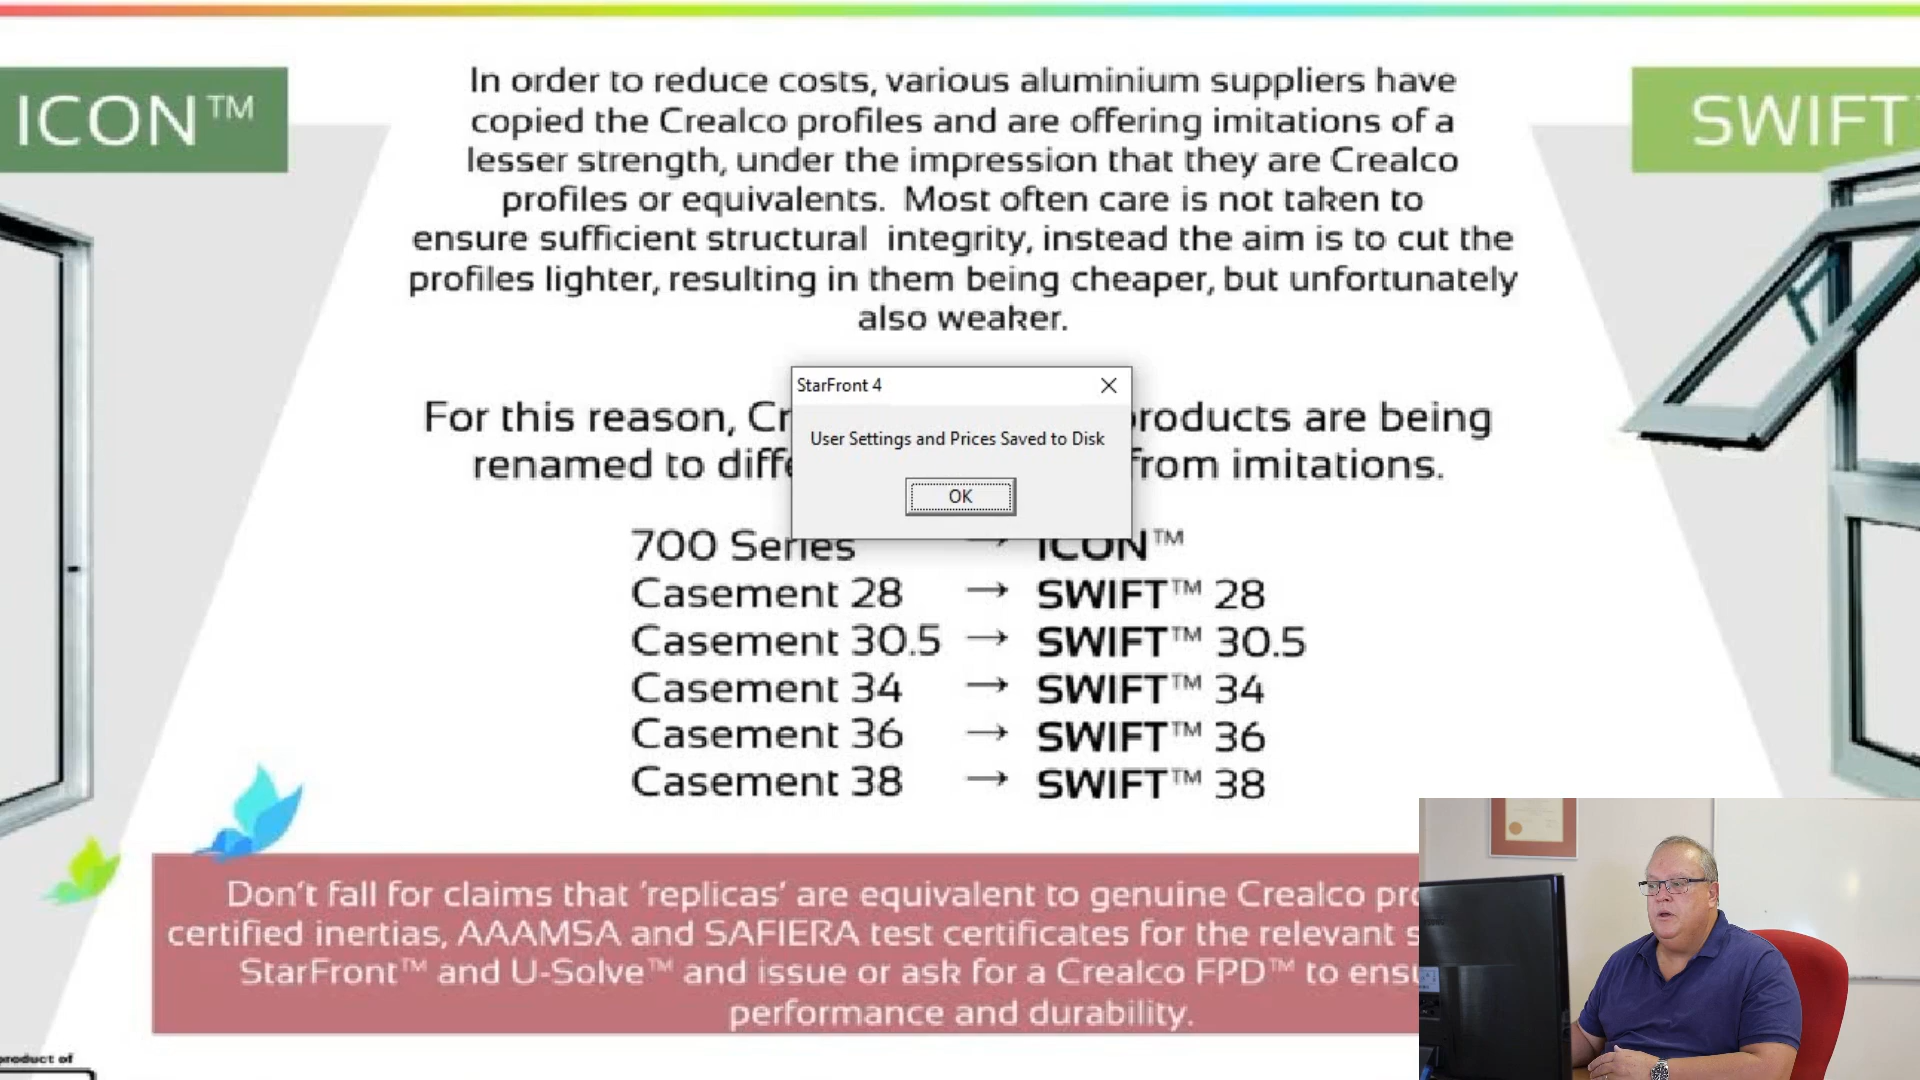 ICON™
SWIFT
In order to reduce costs, various aluminium suppliers have
copied the Crealco profiles and are offering imitations of a
lesser strength, under the impression that they are Crealco
profiles or equivalents. Most often care is not taken to
ensure sufficient structural integrity, instead the aim is to cut the
profiles lighter, resulting in them being cheaper, but unfortunately
also weaker.
StarFront 4
User Settings and Prices Saved to Disk
OK
For this reason, Cr roducts are being
renamed to diffe from imitations.
700 Series → ICON™
Casement 28 → SWIFT™ 28
Casement 30.5 → SWIFT™ 30.5
Casement 34 → SWIFT™ 34
Casement 36 → SWIFT™ 36
Casement 38 → SWIFT™ 38
Don't fall for claims that 'replicas' are equivalent to genuine Crealco pro
certified inertias, AAAMSA and SAFIERA test certificates for the relevant s
StarFront™ and U-Solve™ and issue or ask for a Crealco FPD™ to ensu
performance and durability.
product of